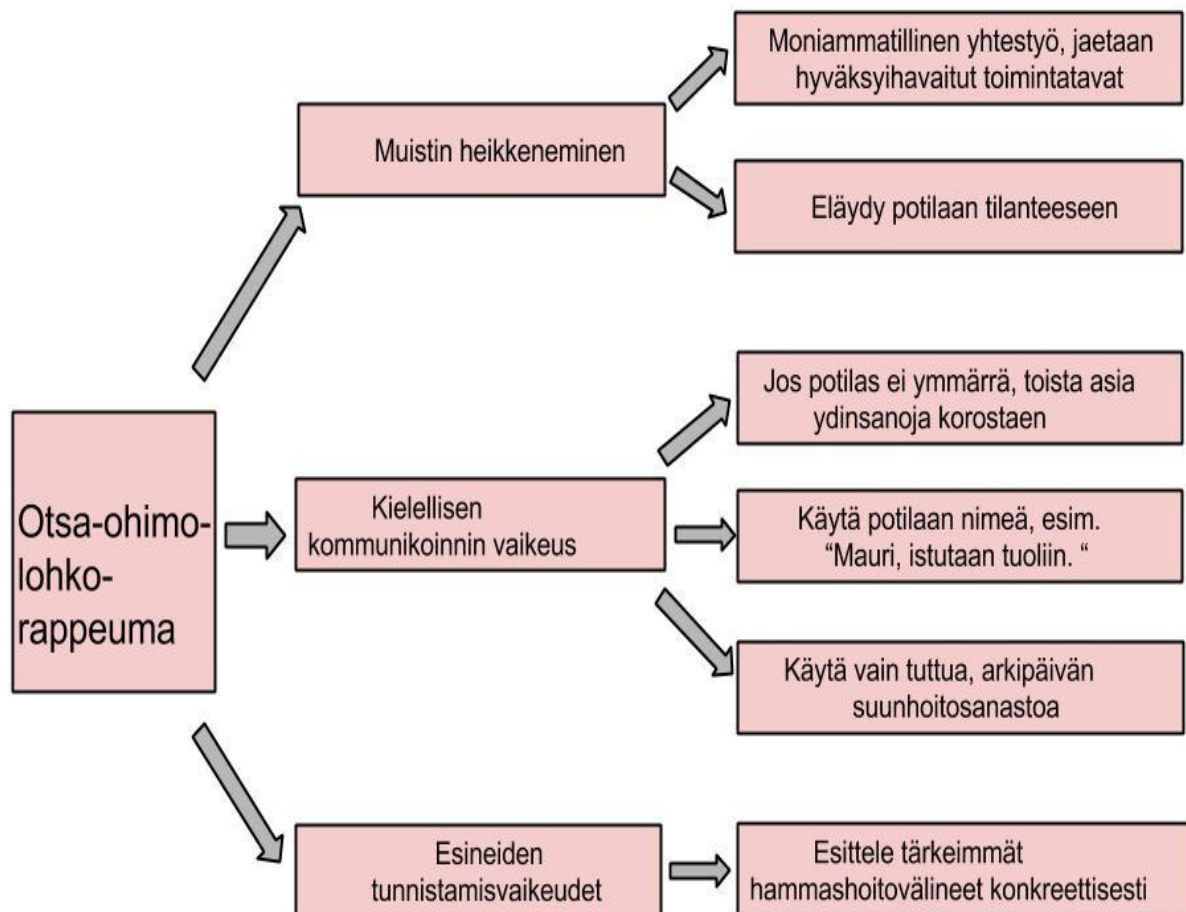 Otsa-ohimo-
lohko-
rappeuma
Muistin heikkeneminen
Moniammatillinen yhtestyö, jaetaan
hyväksyihavaitut toimintatavat
Eläydy potilaan tilanteeseen
Kielellisen
kommunikoinnin vaikeus
Jos potilas ei ymmärrä, toista asia
ydinsanoja korostaen
Käytä potilaan nimeä, esim.
“Mauri, istutaan tuoliin. “
Käytä vain tuttua, arkipäivän
suunhoitosanastoa
Esineiden
tunnistamisvaikeudet
Esittele tärkeimmät
hammashoitovälineet konkreettisesti